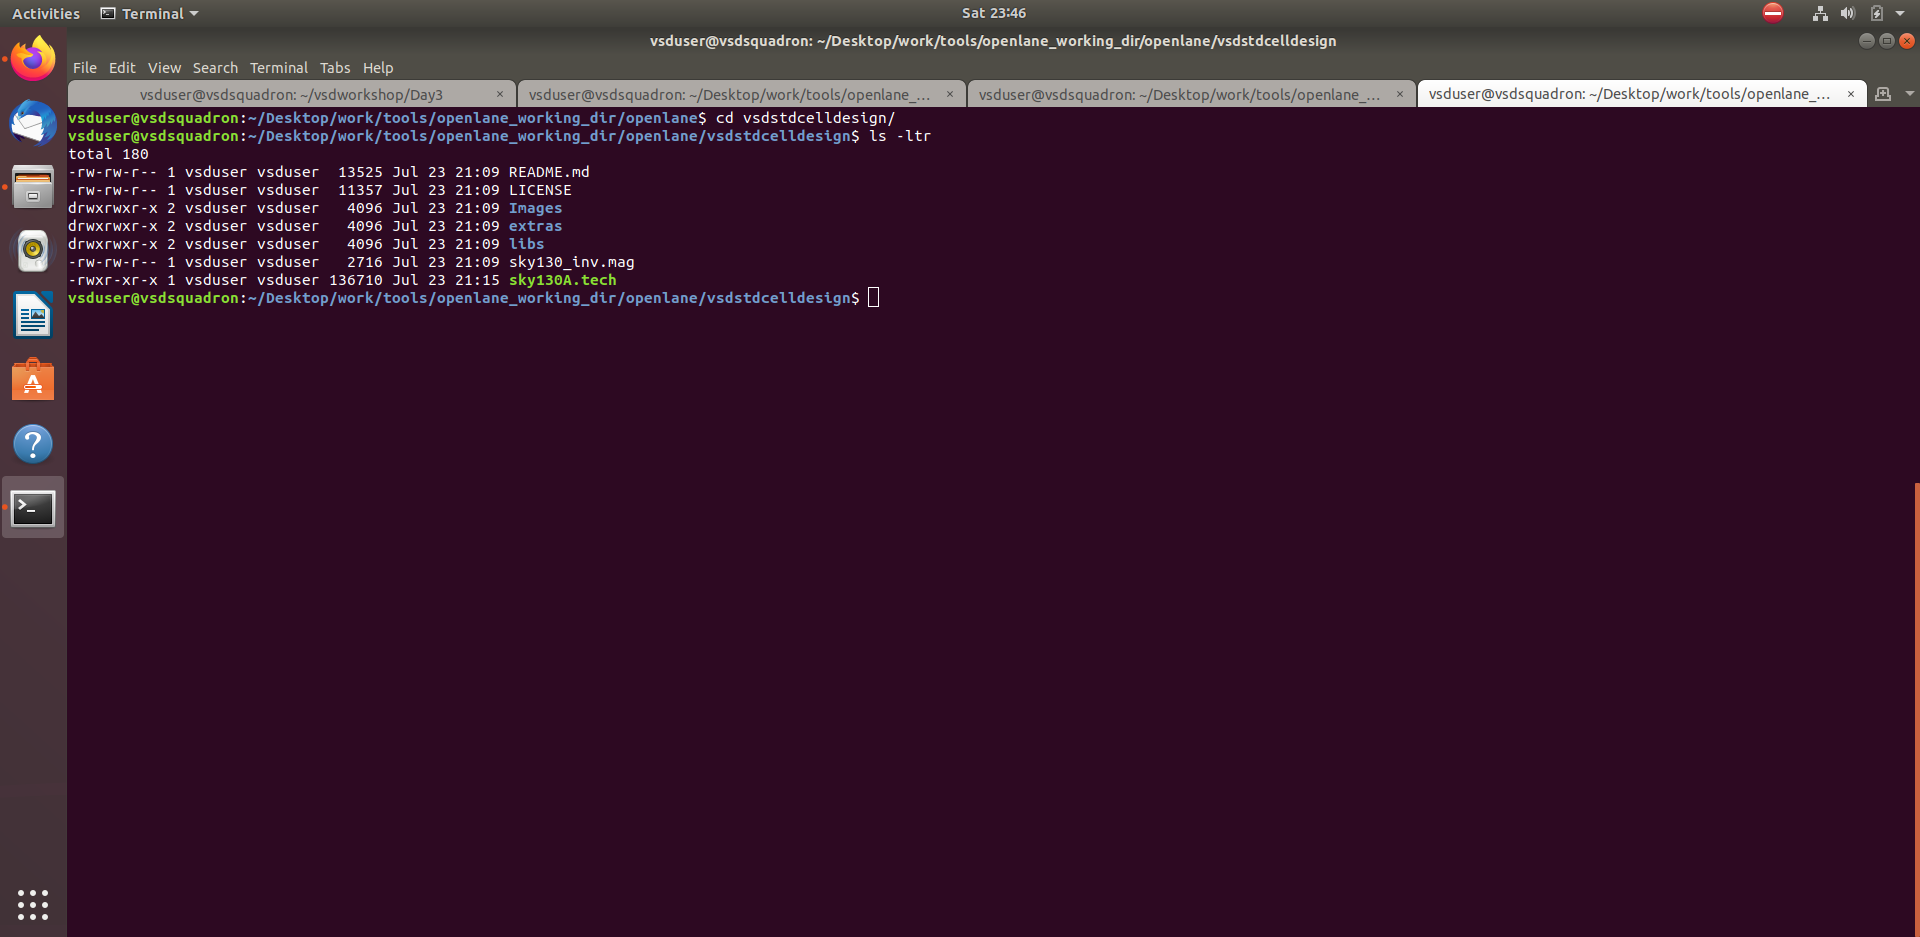 Activities Terminal Sat 23:46
vsduser@vsdsquadron: ~/Desktop/work/tools/openlane_working_dir/openlane/vsdstdcelldesign
File Edit View Search Terminal Tabs Help
vsduser@vsdsquadron: ~/vsdworkshop/Day3 × vsduser@vsdsquadron: ~/Desktop/work/tools/openlane_... × vsduser@vsdsquadron: ~/Desktop/work/tools/openlane_... × vsduser@vsdsquadron: ~/Desktop/work/tools/openlane_... ×
vsduser@vsdsquadron:~/Desktop/work/tools/openlane_working_dir/openlane$ cd vsdstdcelldesign/
vsduser@vsdsquadron:~/Desktop/work/tools/openlane_working_dir/openlane/vsdstdcelldesign$ ls -ltr
total 180
-rw-rw-r-- 1 vsduser vsduser  13525 Jul 23 21:09 README.md
-rw-rw-r-- 1 vsduser vsduser  11357 Jul 23 21:09 LICENSE
drwxrwxr-x 2 vsduser vsduser   4096 Jul 23 21:09 Images
drwxrwxr-x 2 vsduser vsduser   4096 Jul 23 21:09 extras
drwxrwxr-x 2 vsduser vsduser   4096 Jul 23 21:09 libs
-rw-rw-r-- 1 vsduser vsduser   2716 Jul 23 21:09 sky130_inv.mag
-rwxr-xr-x 1 vsduser vsduser 136710 Jul 23 21:15 sky130A.tech
vsduser@vsdsquadron:~/Desktop/work/tools/openlane_working_dir/openlane/vsdstdcelldesign$